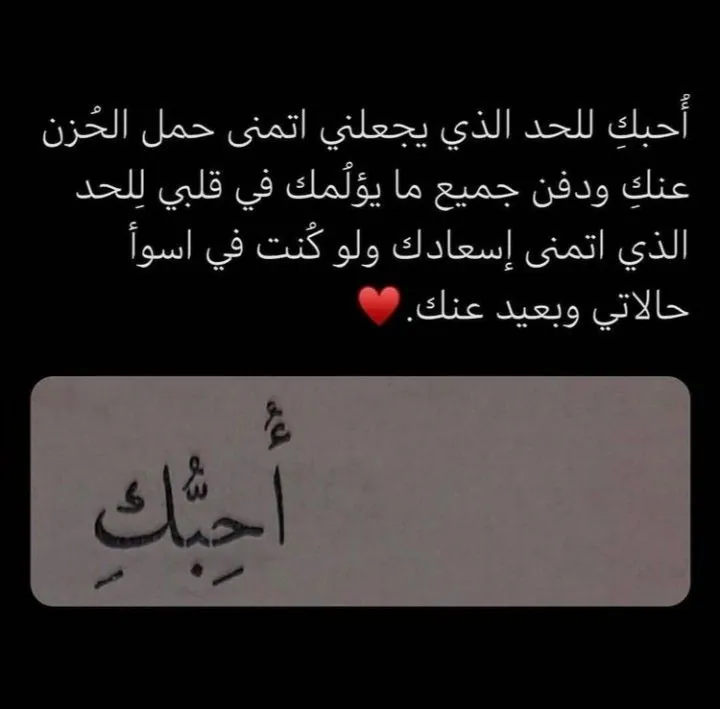 أُحبكِ للحد الذي يجعلني اتمنى حمل الحُزن
عنكِ ودفن جميع ما يؤلُمك في قلبي لِلحد
الذي اتمنى إسعادك ولو كُنت في اسوأ
حالاتي وبعيد عنك.♥️
أُحِبُّكِ